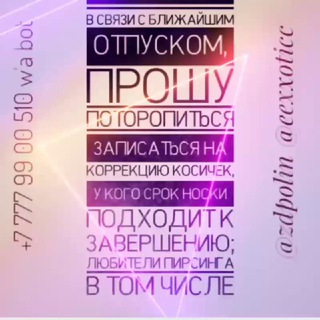 В СВЯЗИ С БЛИЖАЙШИМ
ОТПУСКОМ,
ПРОШУ
ПОТОРОПИТЬСЯ
ЗАПИСАТЬСЯ НА
КОРРЕКЦИЮ КОСИЧЕК,
У КОГО СРОК НОСКИ
ПОДХОДИТ К
ЗАВЕРШЕНИЮ;
ЛЮБИТЕЛИ ПИРСИНГА
В ТОМ ЧИСЛЕ
+7 777 99 00 510 w'a bot
@zdpolin @eexxoticc